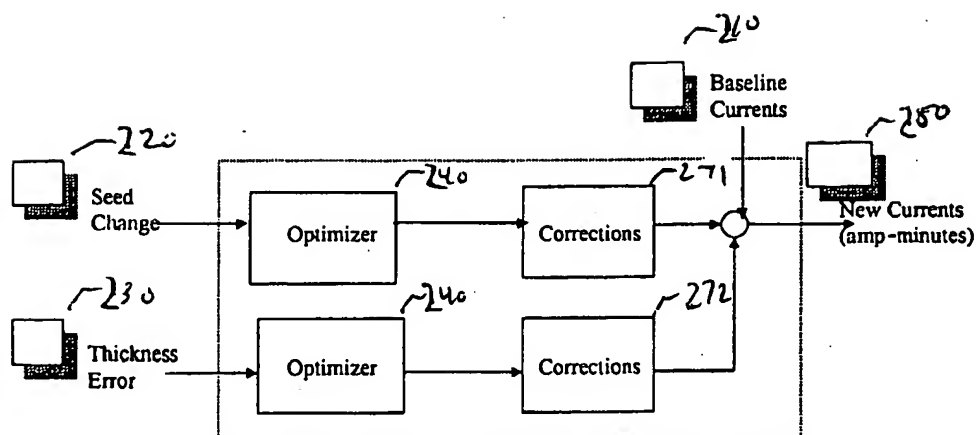 210
Baseline
Currents
220
280
Seed
Change
240
271
Optimizer
Corrections
New Currents
(amp-minutes)
230
240
272
Thickness
Error
Optimizer
Corrections